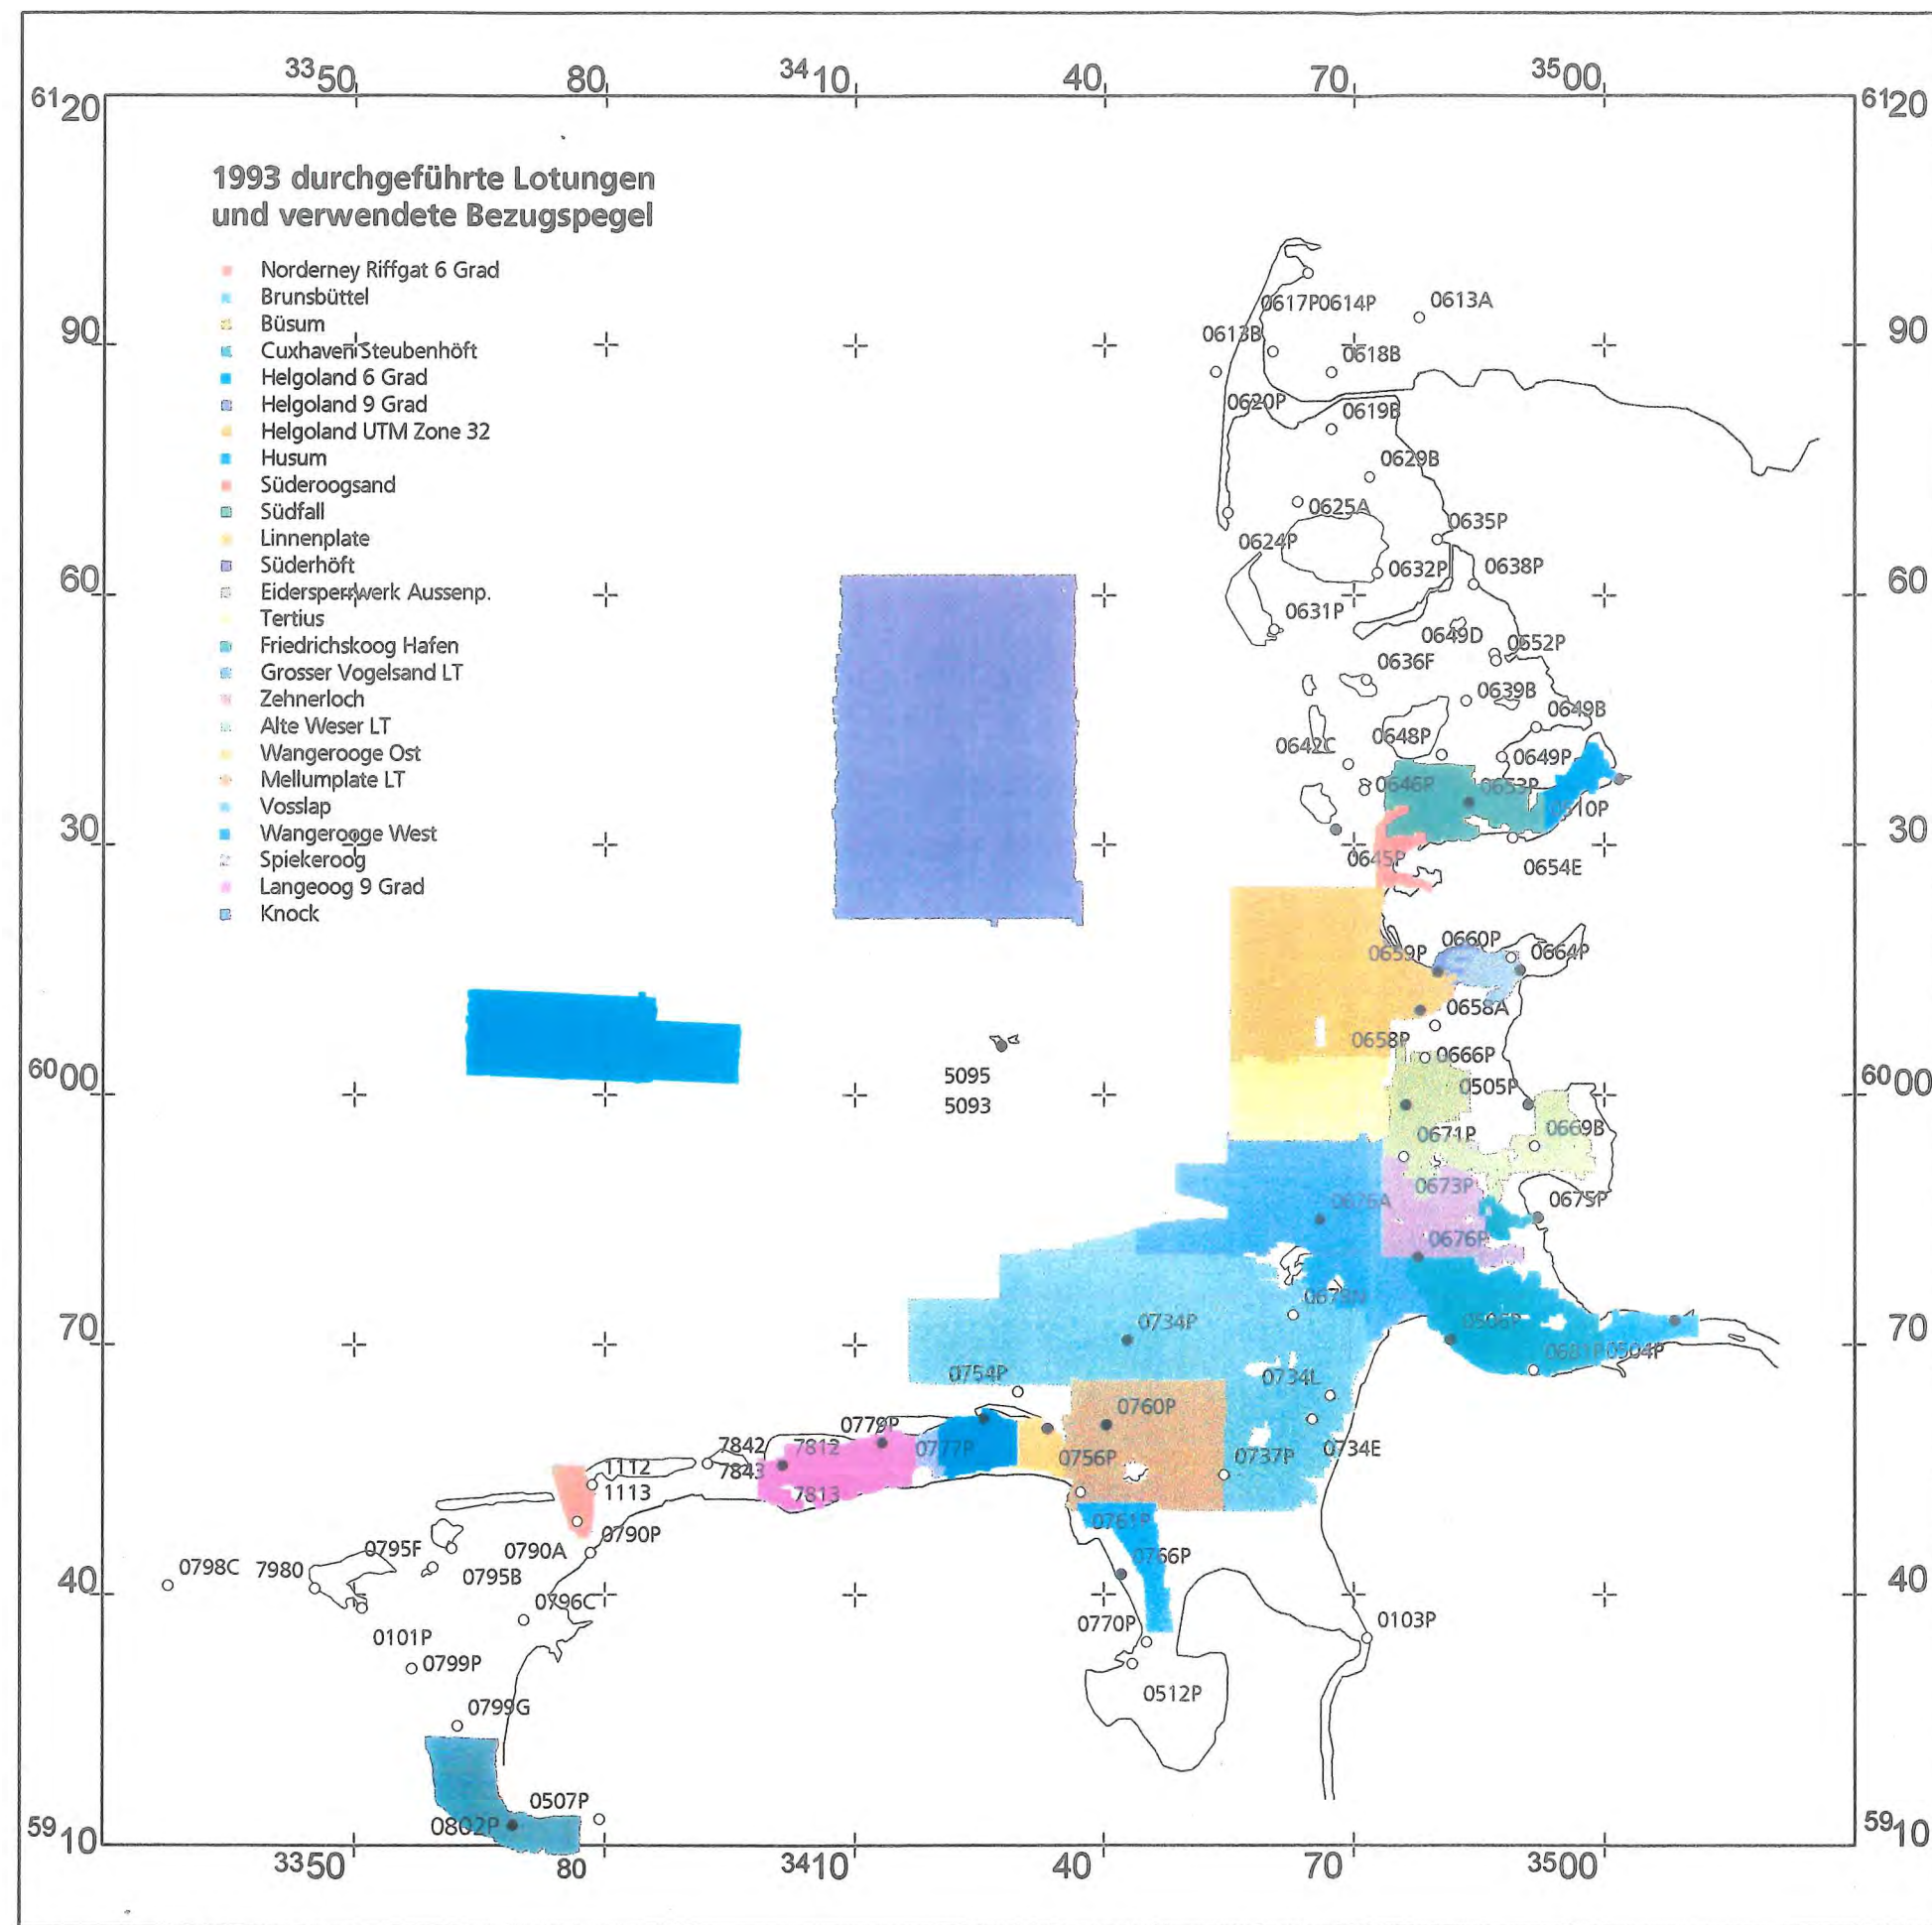 3350 80 3410 40 70 3500
6120 6120
1993 durchgeführte Lotungen
und verwendete Bezugspegel
Norderney Riffgat 6 Grad
Brunsbüttel
Büsum
Cuxhaven Steubenhöft
Helgoland 6 Grad
Helgoland 9 Grad
Helgoland UTM Zone 32
Husum
Süderoogsand
Südfall
Linnenplate
Süderhöft
Eidersperrwerk Aussenp.
Tertius
Friedrichskoog Hafen
Grosser Vogelsand LT
Zehnerloch
Alte Weser LT
Wangerooge Ost
Mellumplate LT
Vosslap
Wangerooge West
Spiekeroog
Langeoog 9 Grad
Knock
0617P 0614P 0613A
90 0613B 90
0618B
0620P 0619B
0629B
0625A
0635P
0624P
0632P 0638P
60 60
0631P
0649D 0652P
0636F
0639B
0649B
0642C 0648P
0649P
0646P 0653P
0510P
30 30
0645P 0654E
0659P 0660P 0664P
0658A
0658P
0666P
5095 0505P
6000 6000
5093
0671P 0669B
0673P 0675P
0676P
0678N
0734P 0506P
70 70
0681P 0504P
0754P 0734L
0760P
0779P
7842 7812 0777P 0756P 0737P 0734E
7843
1112
1113 7813
0761P
0790P
0795F 0790A 0766P
0798C 7980 0795B
40 40
0796C
0770P 0103P
0101P
0799P
0512P
0799G
0507P
0802P
5910 5910
3350 80 3410 40 70 3500